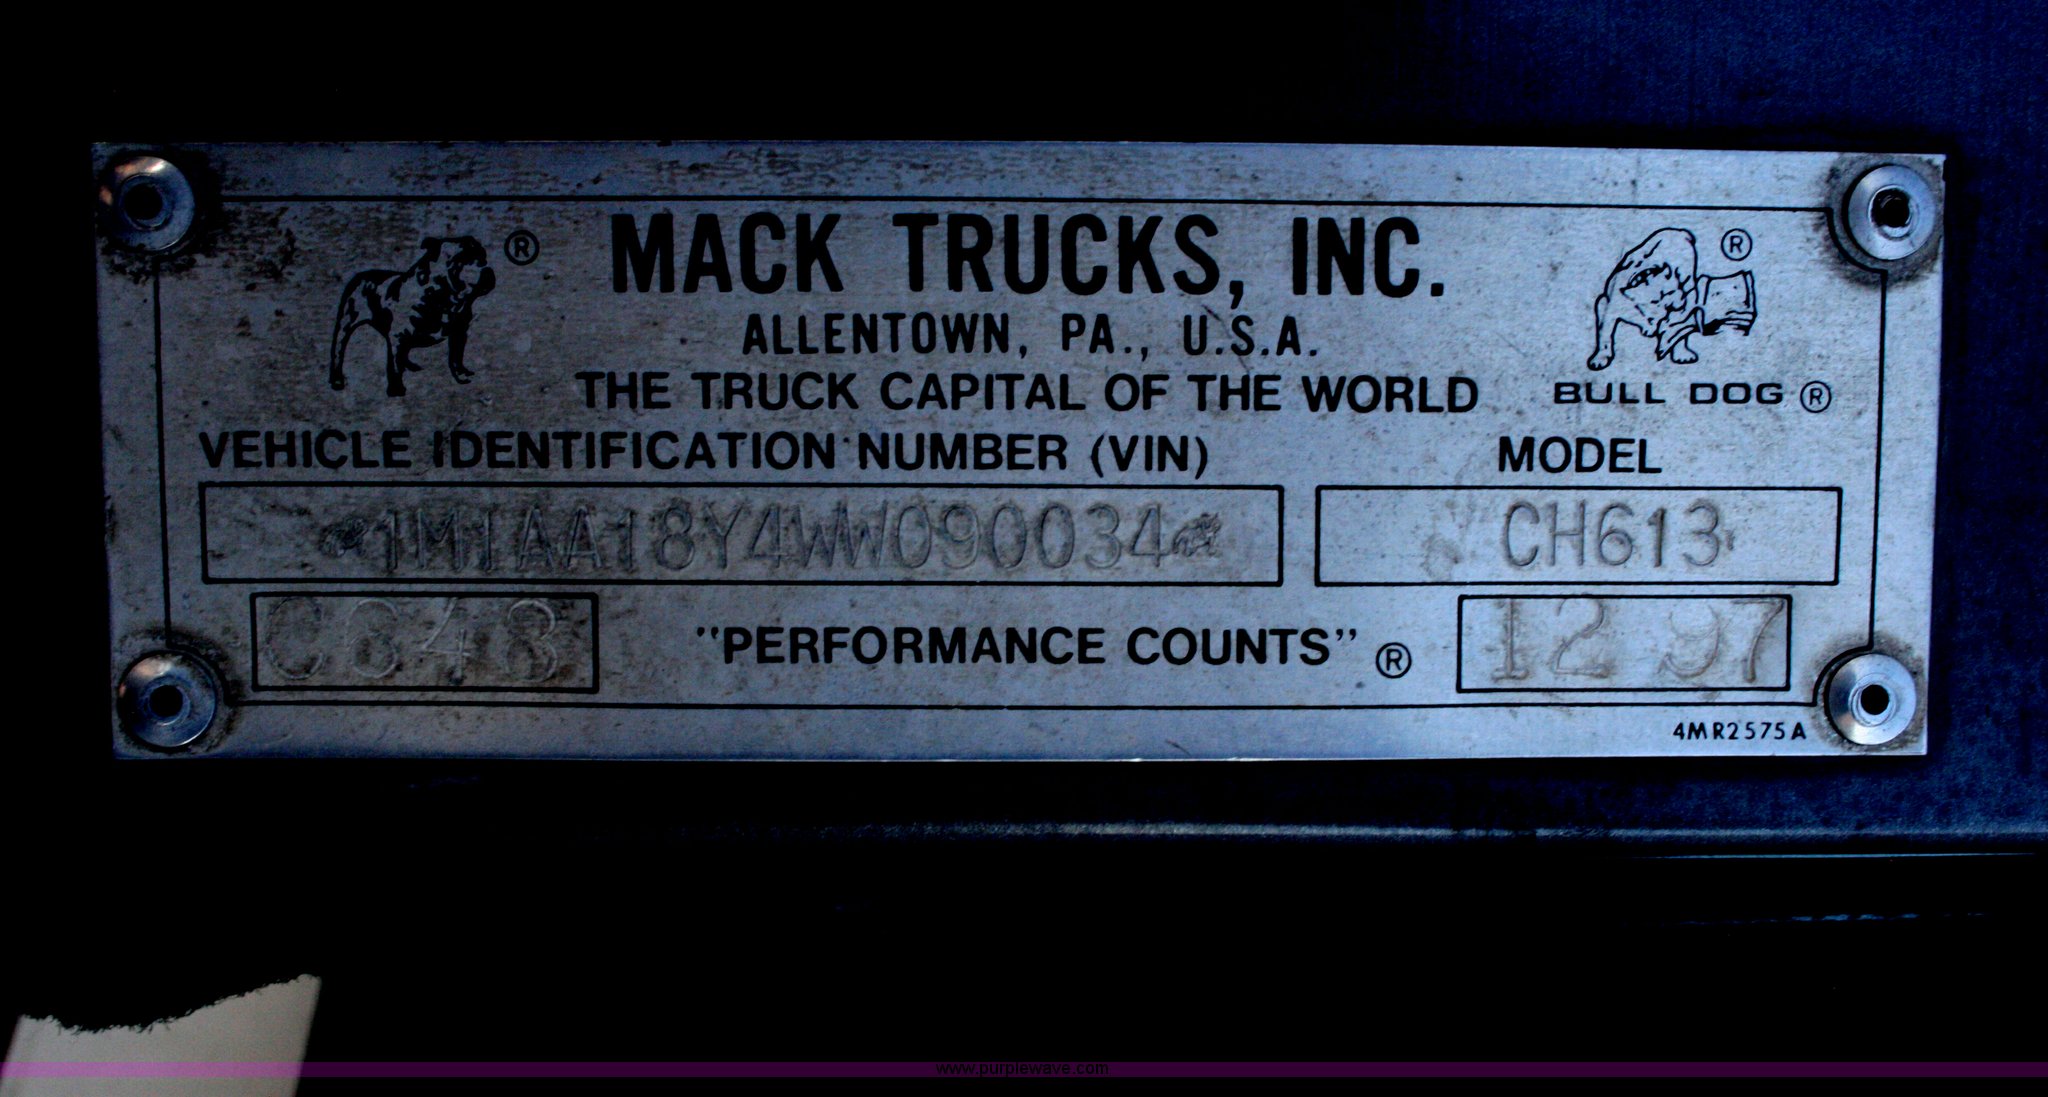 ®
MACK TRUCKS, INC.
®
ALLENTOWN, PA., U.S.A.
THE TRUCK CAPITAL OF THE WORLD
BULL DOG ®
VEHICLE IDENTIFICATION NUMBER (VIN)
MODEL
1M1AA18Y4WW090034
CH613
C648
"PERFORMANCE COUNTS" ®
12 97
4MR2575A
www.purplewave.com